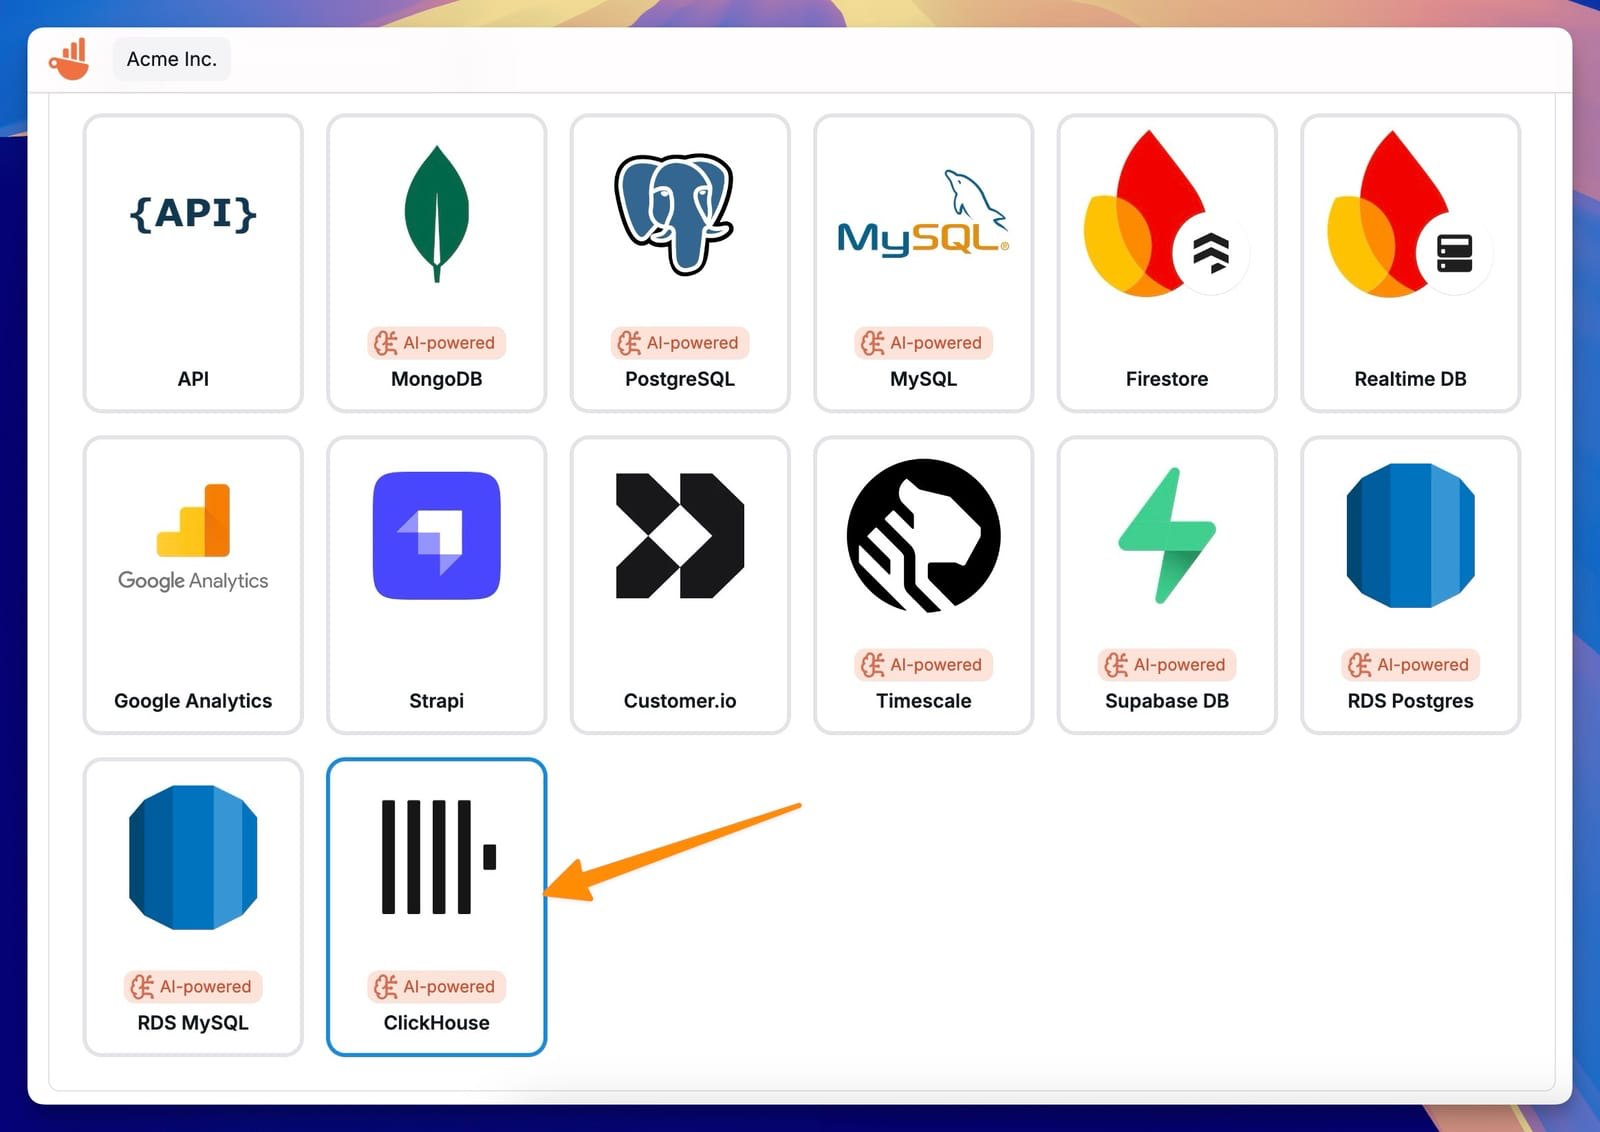 Acme Inc.
{API}
API
AI-powered
MongoDB
AI-powered
PostgreSQL
MySQL®
AI-powered
MySQL
Firestore
Realtime DB
Google Analytics
Google Analytics
Strapi
Customer.io
AI-powered
Timescale
AI-powered
Supabase DB
AI-powered
RDS Postgres
AI-powered
RDS MySQL
AI-powered
ClickHouse